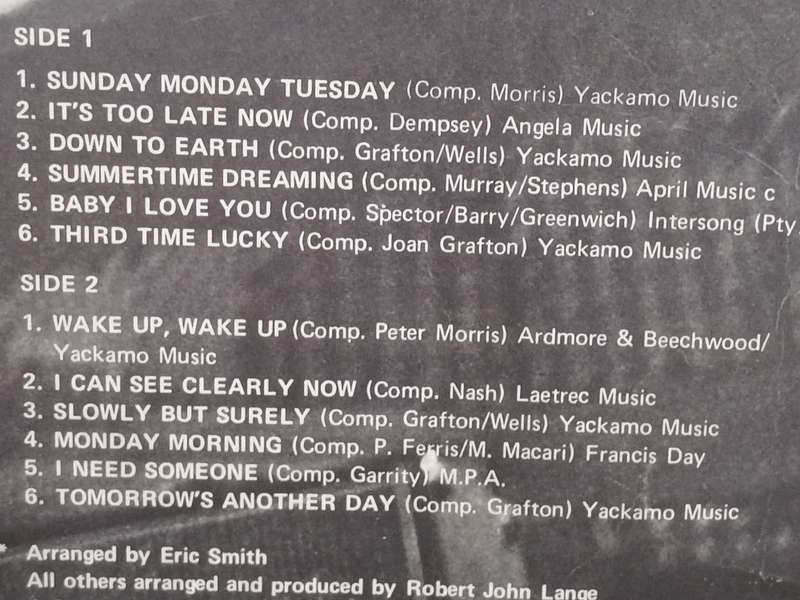 SIDE 1
1. SUNDAY MONDAY TUESDAY (Comp. Morris) Yackamo Music
2. IT'S TOO LATE NOW (Comp. Dempsey) Angela Music
3. DOWN TO EARTH (Comp. Grafton/Wells) Yackamo Music
4. SUMMERTIME DREAMING (Comp. Murray/Stephens) April Music c
5. BABY I LOVE YOU (Comp. Spector/Barry/Greenwich) Intersong (Pty.
6. THIRD TIME LUCKY (Comp. Joan Grafton) Yackamo Music
SIDE 2
1. WAKE UP, WAKE UP (Comp. Peter Morris) Ardmore & Beechwood/
Yackamo Music
2. I CAN SEE CLEARLY NOW (Comp. Nash) Laetrec Music
3. SLOWLY BUT SURELY (Comp. Grafton/Wells) Yackamo Music
4. MONDAY MORNING (Comp. P. Ferris/M. Macari) Francis Day
5. I NEED SOMEONE (Comp. Garrity) M.P.A.
6. TOMORROW'S ANOTHER DAY (Comp. Grafton) Yackamo Music
* Arranged by Eric Smith
All others arranged and produced by Robert John Lange